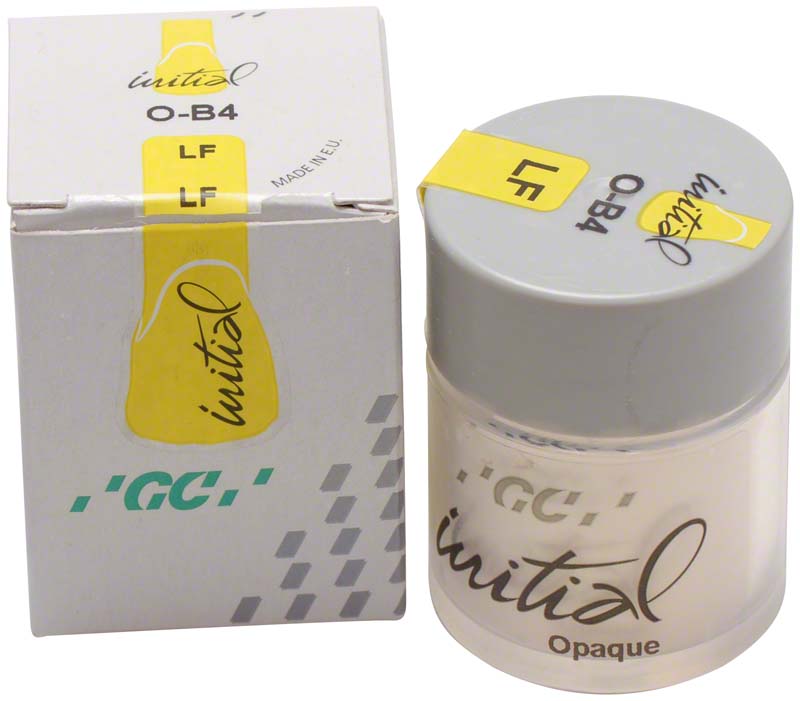 initial
O-B4
LF
MADE IN E.U.
LF
initial
GC
LF
O-B4
initial
GC
initial
Opaque